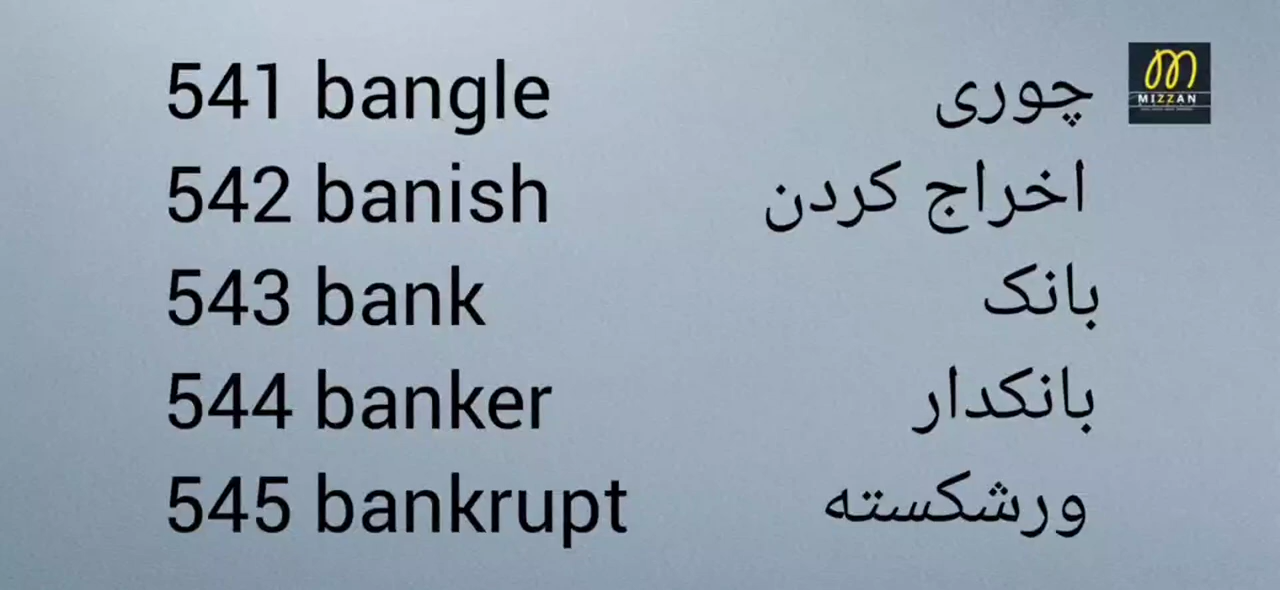 541 bangle چوری
542 banish اخراج کردن
543 bank بانک
544 banker بانکدار
545 bankrupt ورشکسته
MIZZAN